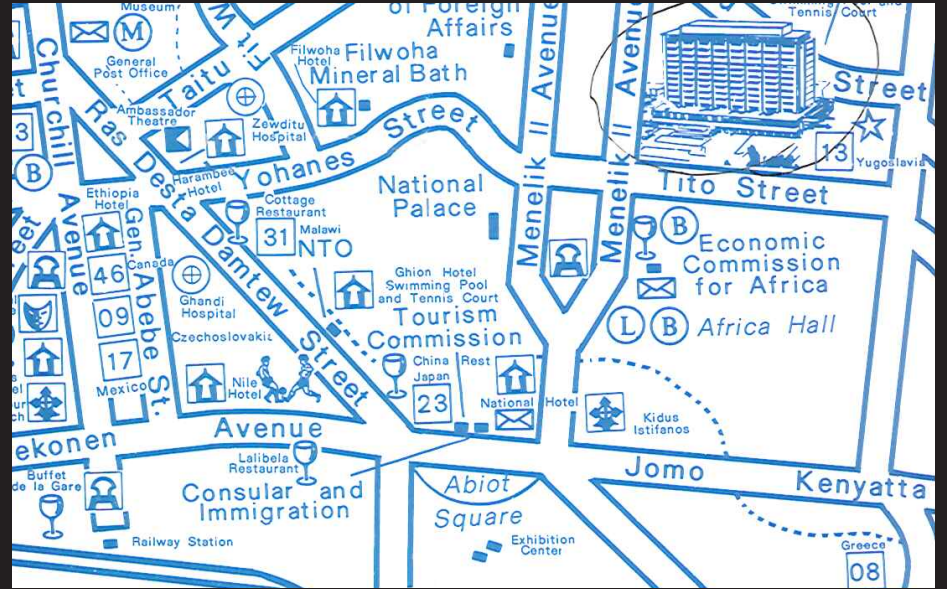 Museum
M
General
Post Office
of Foreign
Affairs
Tennis Court
Taitu
Fit
Filwoha
Hotel
Filwoha
Mineral Bath
Menelik II Avenue
Menelik II Avenue
Street
Churchill
Avenue
Ras Desta Damtew Street
Ambassador
Theatre
Zewditu
Hospital
3
B
Yohanes Street
Harambee
Hotel
13
Yugoslavia
Tito Street
National
Palace
Ethiopia
Hotel
Gen. Abebe St.
Cottage
Restaurant
31
Malawi
NTO
B
Economic
Commission
for Africa
46
Canada
Ghandi
Hospital
Ghion Hotel
Swimming Pool
and Tennis Court
Tourism
Commission
09
L
B
Africa Hall
Czechoslovakia
17
Mexico
Nile
Hotel
China
Japan
Rest
23
National Hotel
Kidus
Istifanos
ekonen
Avenue
Lalibela
Restaurant
Jomo Kenyatta
Buffet
de la Gare
Consular and
Immigration
Abiot
Square
Railway Station
Exhibition
Center
Greece
08